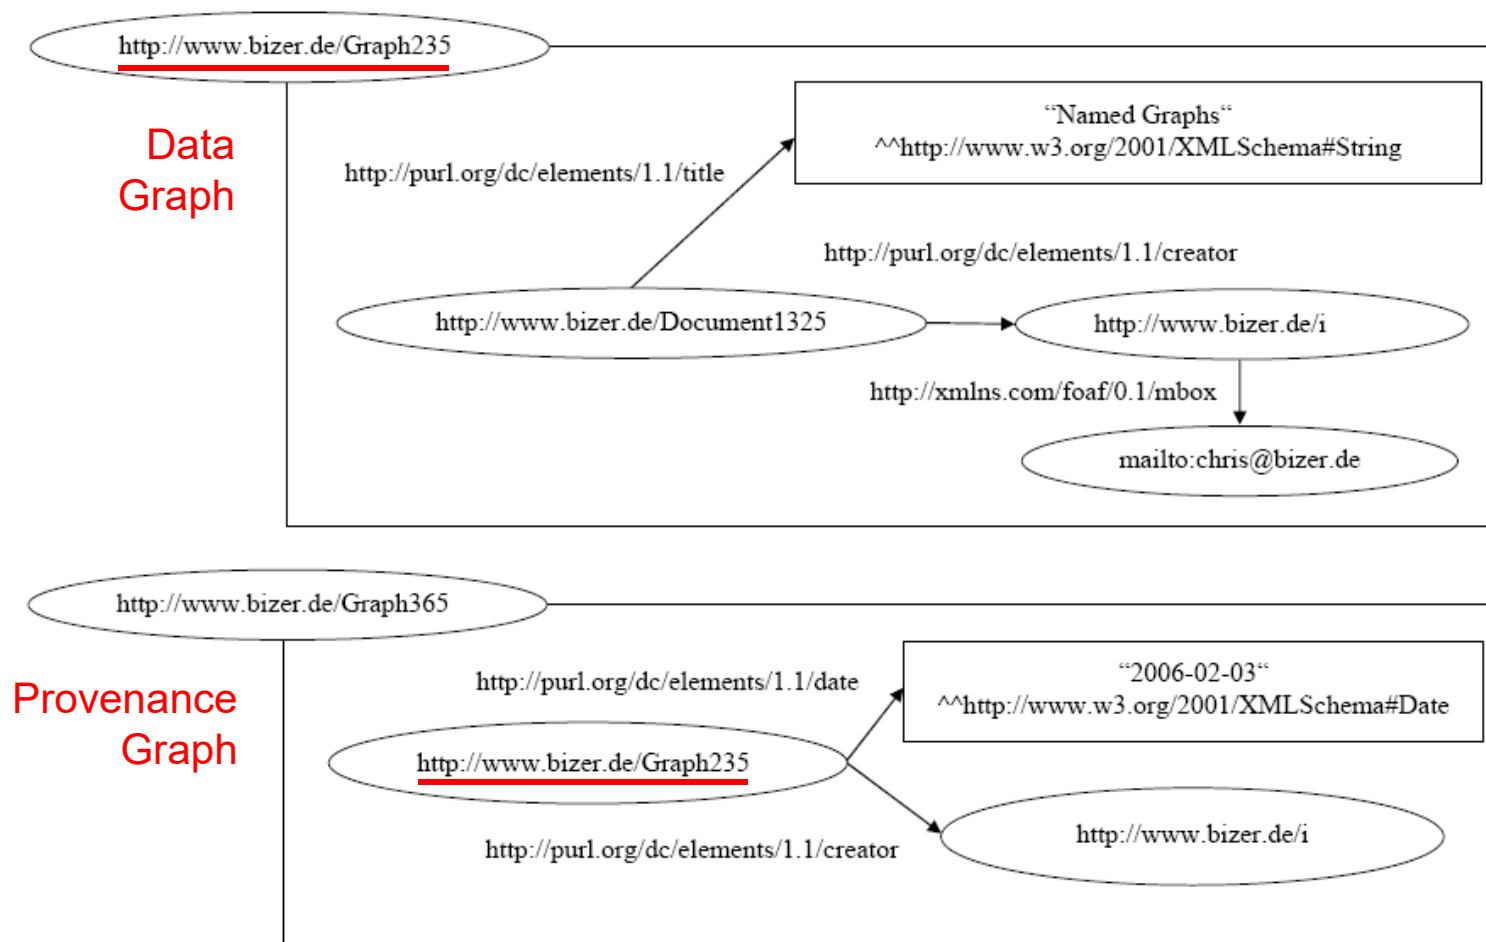 http://www.bizer.de/Graph235
Data
Graph
“Named Graphs“
^^http://www.w3.org/2001/XMLSchema#String
http://purl.org/dc/elements/1.1/title
http://purl.org/dc/elements/1.1/creator
http://www.bizer.de/Document1325
http://www.bizer.de/i
http://xmlns.com/foaf/0.1/mbox
mailto:chris@bizer.de
http://www.bizer.de/Graph365
Provenance
Graph
http://purl.org/dc/elements/1.1/date
“2006-02-03“
^^http://www.w3.org/2001/XMLSchema#Date
http://www.bizer.de/Graph235
http://purl.org/dc/elements/1.1/creator
http://www.bizer.de/i